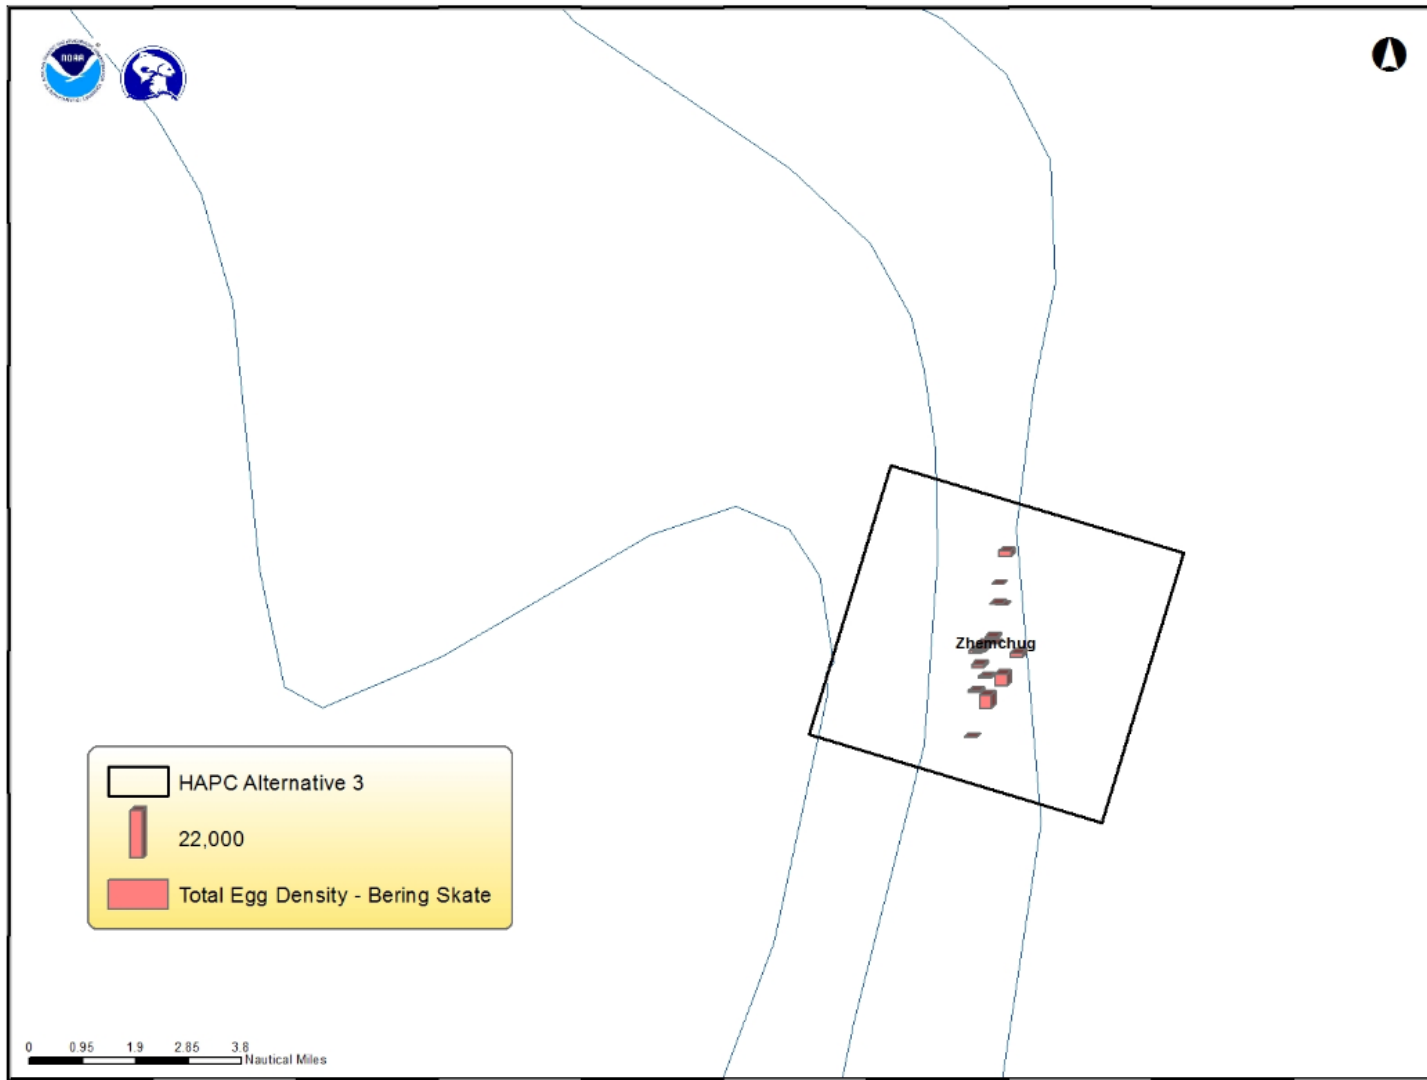 NOAA
Zhemchug
HAPC Alternative 3
22,000
Total Egg Density - Bering Skate
0 0.95 1.9 2.85 3.8
Nautical Miles